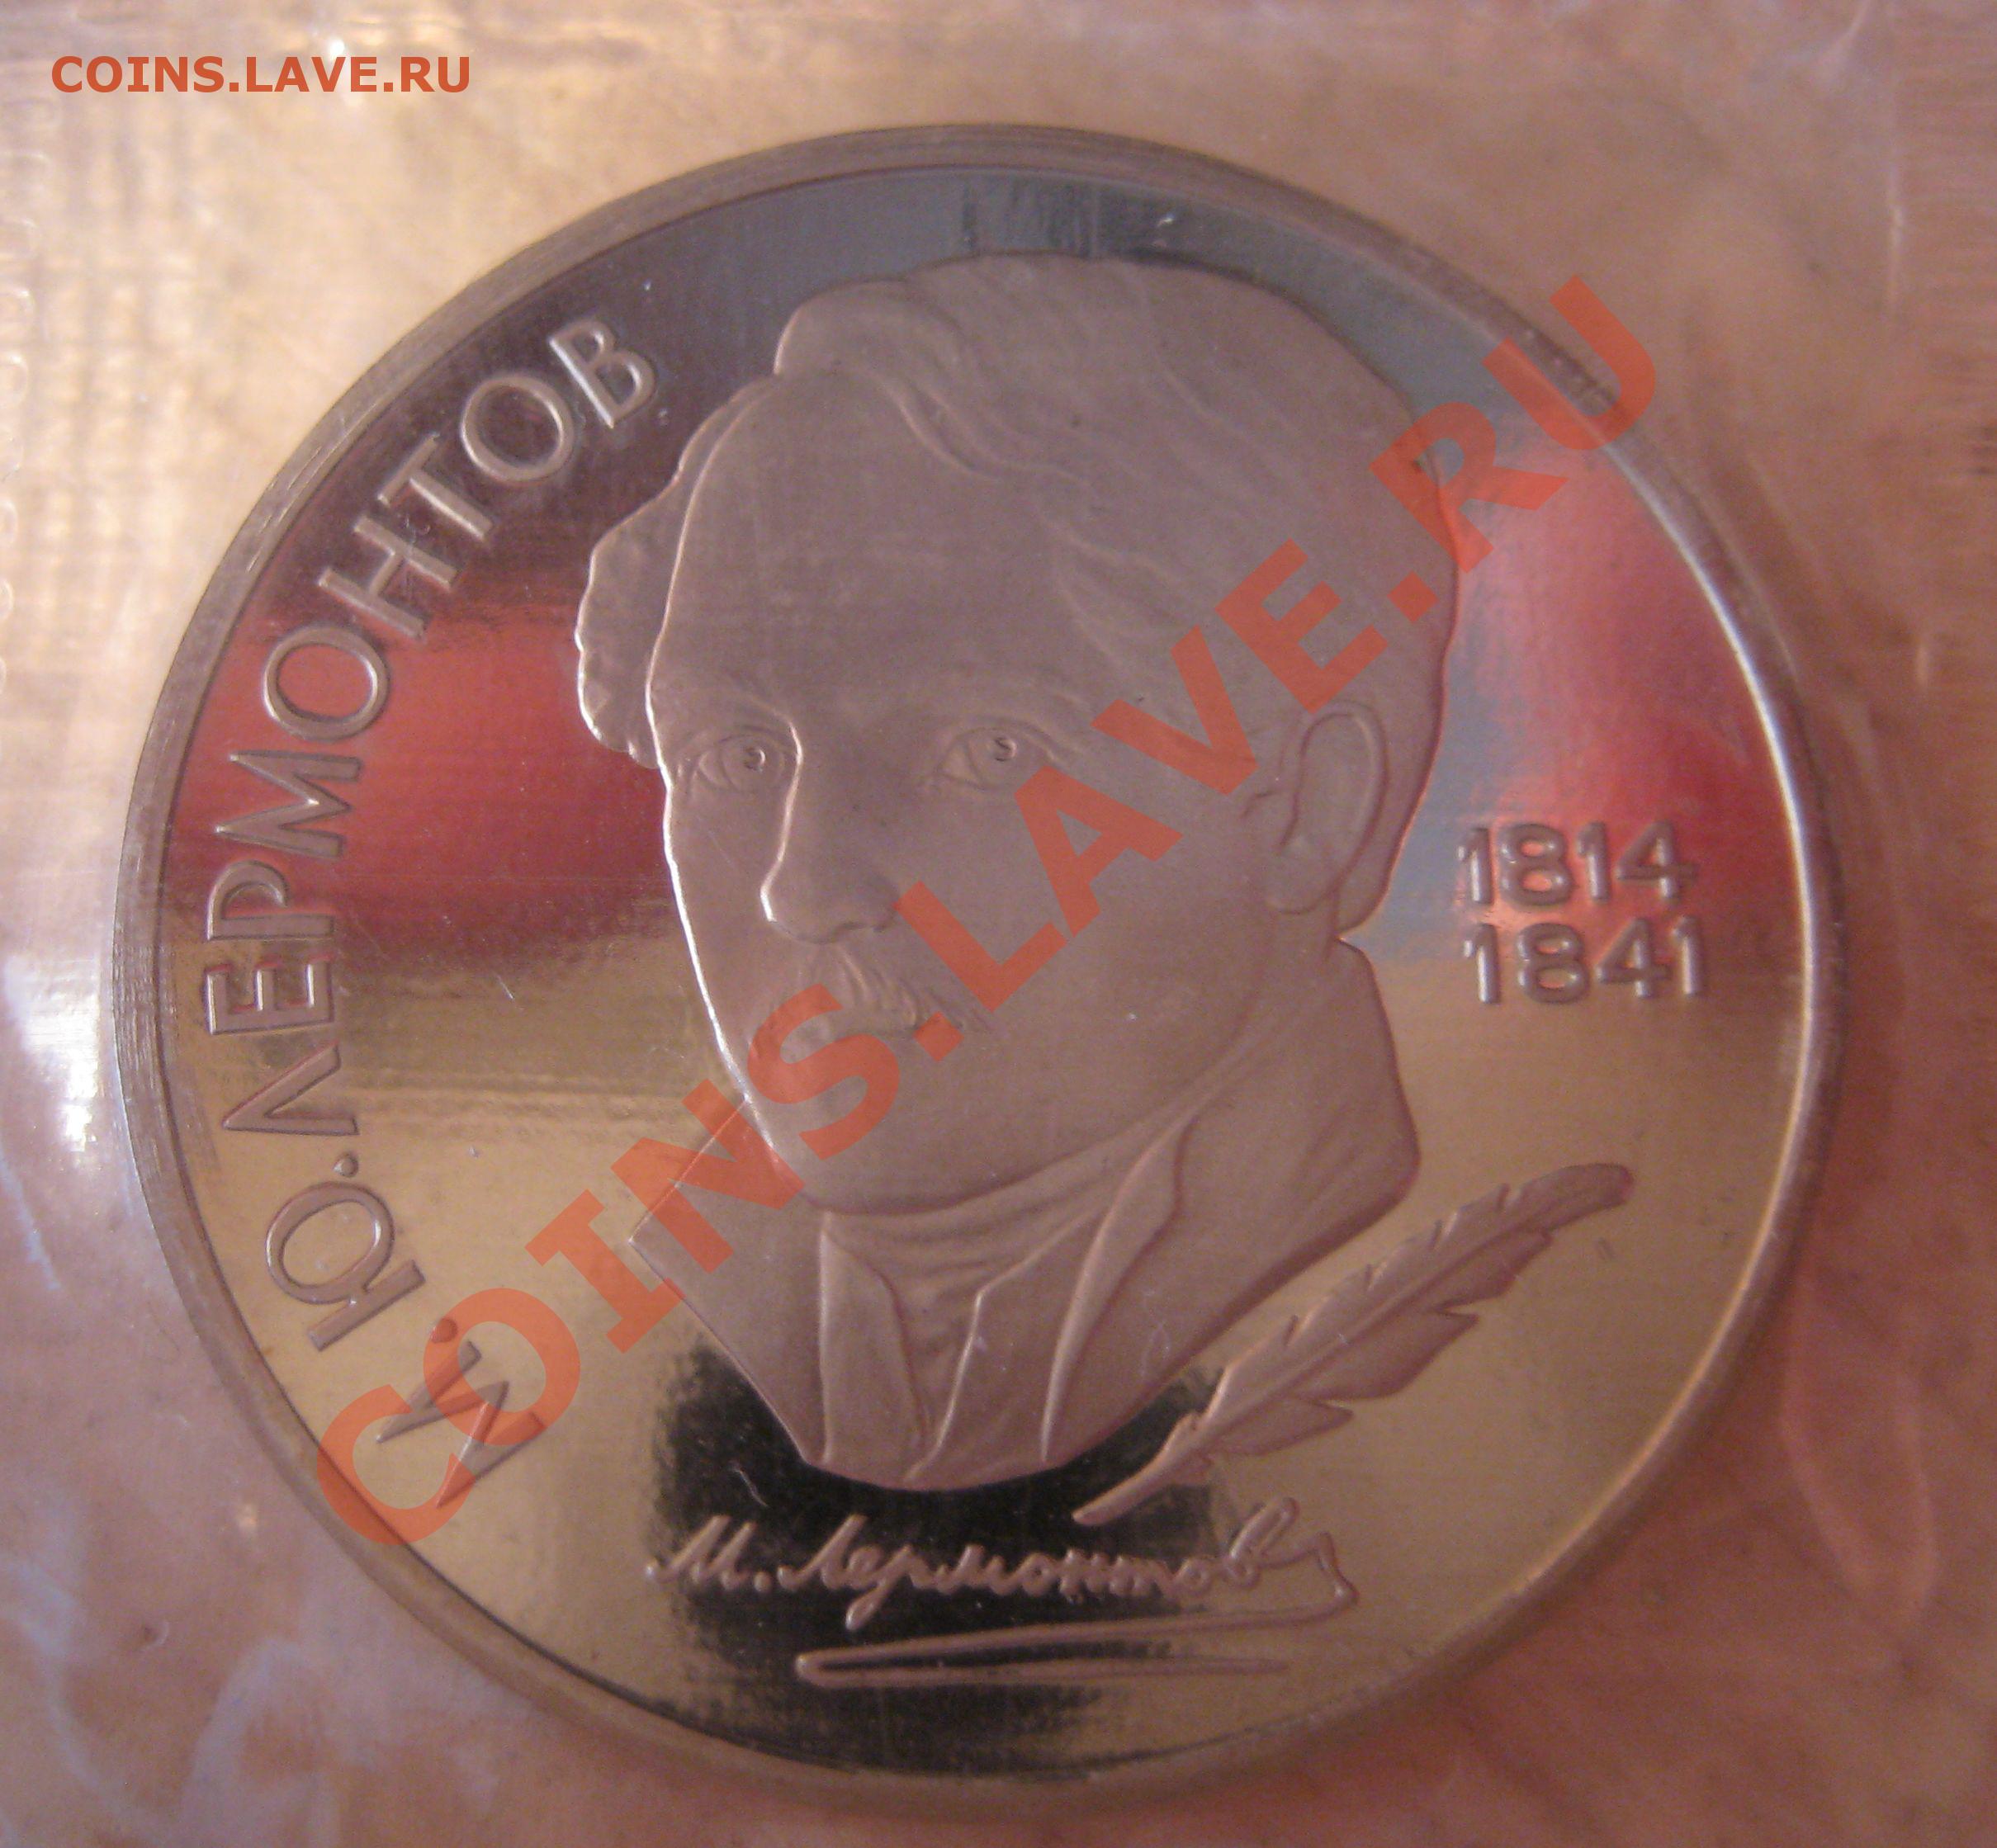 COINS.LAVE.RU
М.Ю.ЛЕРМОНТОВ
1814
1841
М.Лермонтов
COINS.LAVE.RU